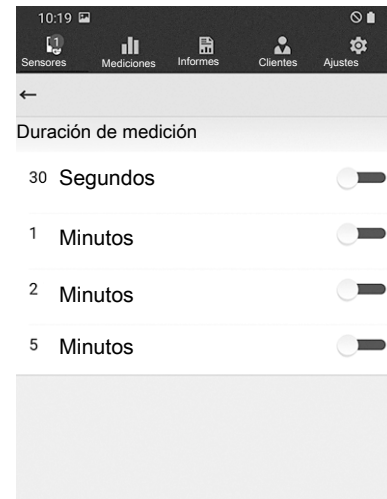 10:19
1
Sensores Mediciones Informes Clientes Ajustes
Duración de medición
30 Segundos
1 Minutos
2 Minutos
5 Minutos